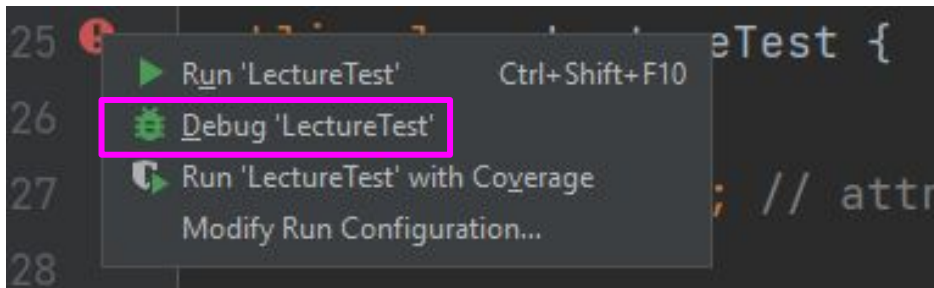 25 eTest {
Run 'LectureTest' Ctrl+Shift+F10
26
Debug 'LectureTest'
27 ; // attr
Run 'LectureTest' with Coverage
Modify Run Configuration...
28